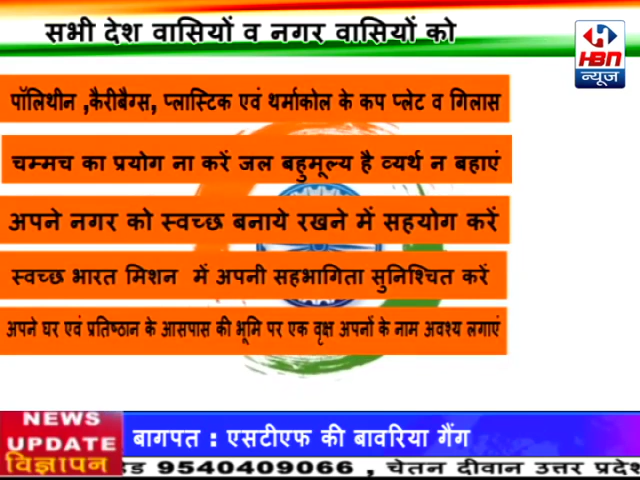 सभी देश वासियों व नगर वासियों को
HBN
न्यूज़
पॉलिथीन ,कैरीबैग्स, प्लास्टिक एवं थर्माकोल के कप प्लेट व गिलास
चम्मच का प्रयोग ना करें जल बहुमूल्य है व्यर्थ न बहाएं
अपने नगर को स्वच्छ बनाये रखने में सहयोग करें
स्वच्छ भारत मिशन में अपनी सहभागिता सुनिश्चित करें
अपने घर एवं प्रतिष्ठान के आसपास की भूमि पर एक वृक्ष अपनों के नाम अवश्य लगाएं
NEWS
UPDATE
बागपत : एसटीएफ की बावरिया गैंग
विज्ञापन
9540409066 , चेतन दीवान उत्तर प्रदे